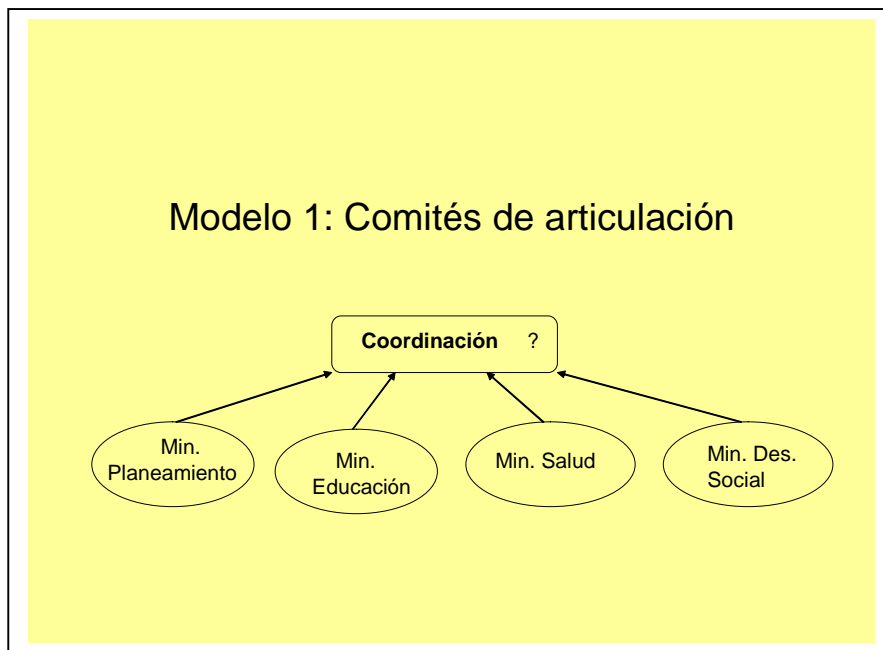 Modelo 1: Comités de articulación
Coordinación ?
Min.
Planeamiento
Min.
Educación
Min. Salud
Min. Des.
Social